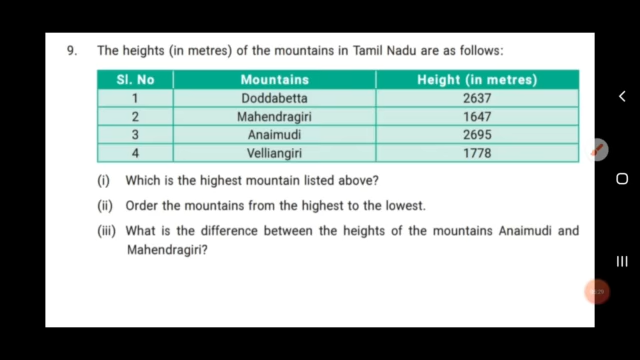 9. The heights (in metres) of the mountains in Tamil Nadu are as follows:
Sl. No Mountains Height (in metres)
1 Doddabetta 2637
2 Mahendragiri 1647
3 Anaimudi 2695
4 Velliangiri 1778
(i) Which is the highest mountain listed above?
(ii) Order the mountains from the highest to the lowest.
(iii) What is the difference between the heights of the mountains Anaimudi and
Mahendragiri?